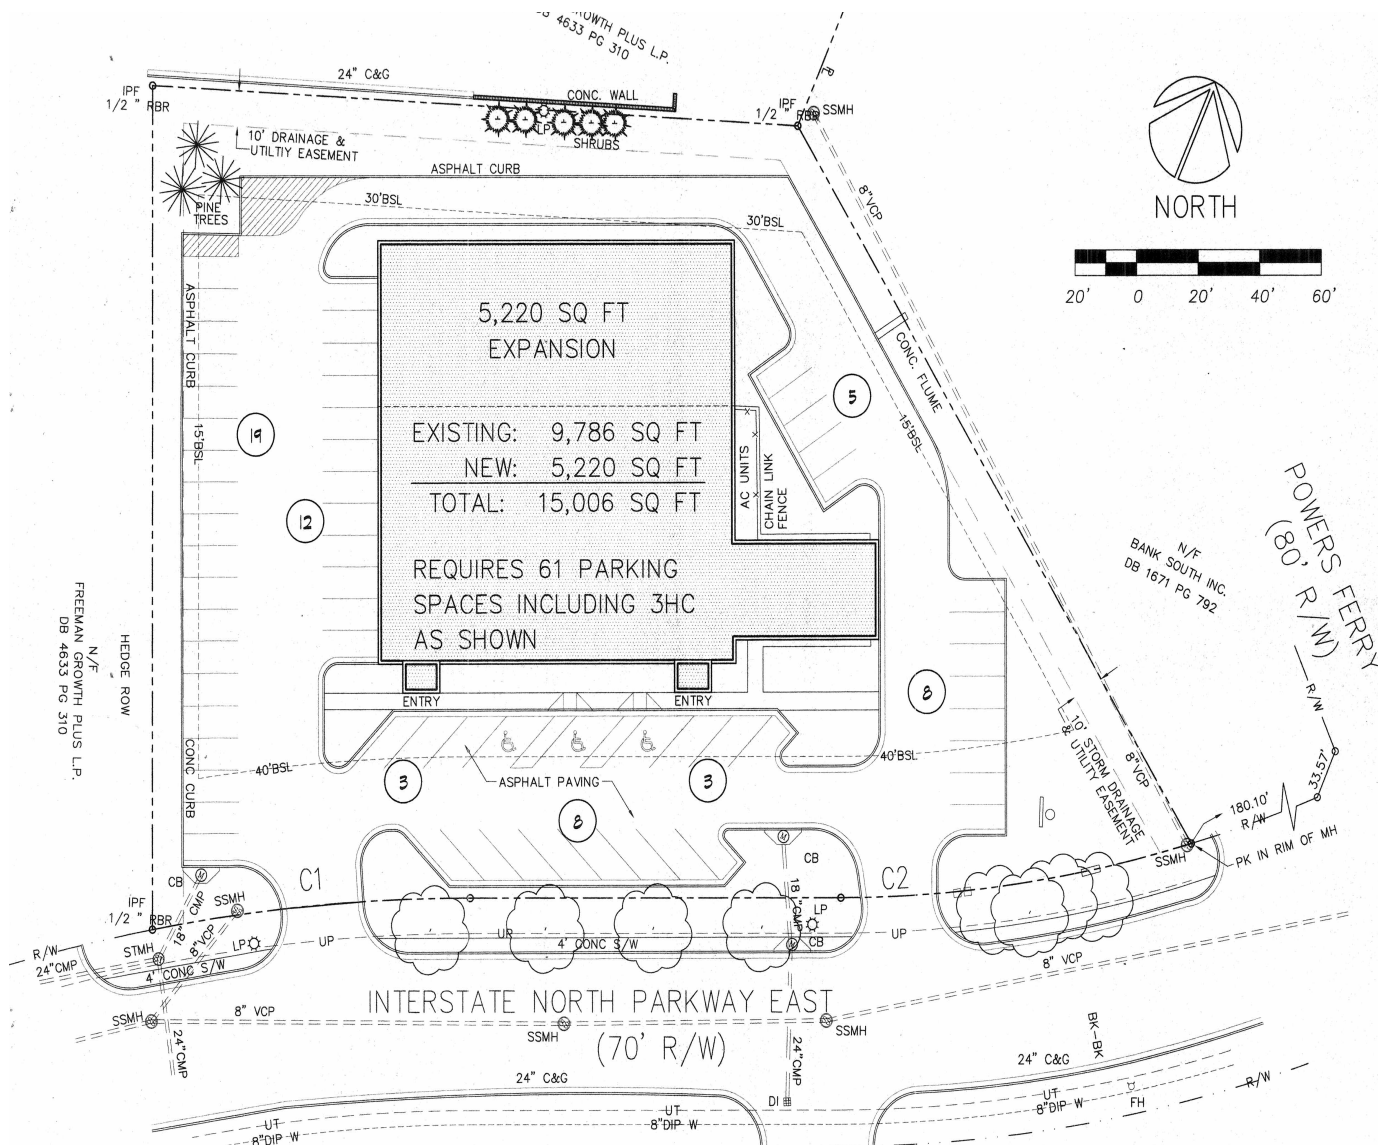 GROWTH PLUS L.P.
DB 4633 PG 310
24" C&G
CONC. WALL
IPF
1/2 " RBR
IPF
1/2 " RBR
SSMH
PL
LP
SHRUBS
10' DRAINAGE &
UTILTIY EASEMENT
ASPHALT CURB
8"VCP
NORTH
PINE
TREES
30'BSL
30'BSL
20' 0 20' 40' 60'
ASPHALT CURB
5,220 SQ FT
EXPANSION
CONC. FLUME
5
15'BSL
19
15'BSL
EXISTING: 9,786 SQ FT
NEW: 5,220 SQ FT
TOTAL: 15,006 SQ FT
AC UNITS
CHAIN LINK
FENCE
12
REQUIRES 61 PARKING
SPACES INCLUDING 3HC
AS SHOWN
POWERS FERRY
(80' R/W)
N/F
BANK SOUTH INC.
DB 1671 PG 792
HEDGE ROW
N/F
FREEMAN GROWTH PLUS L.P.
DB 4633 PG 310
ENTRY
ENTRY
8
R/W
10' STORM DRAINAGE
& UTILITY EASEMENT
8"VCP
33.57'
CONC CURB
40'BSL
40'BSL
3
ASPHALT PAVING
3
8
180.10'
R/W
PK IN RIM OF MH
SSMH
CB
CB
C1
C2
18"
CMP
8"VCP
SSMH
18"CMP
IPF
1/2 " RBR
LP
LP
UP
UP
UP
CB
R/W
24"CMP
STMH
4' CONC S/W
4' CONC S/W
8" VCP
INTERSTATE NORTH PARKWAY EAST
(70' R/W)
SSMH
8" VCP
SSMH
SSMH
24"CMP
24"CMP
BK-BK
24" C&G
24" C&G
R/W
DI
FH
UT
8"DIP W
UT
8"DIP W
UT
8"DIP W